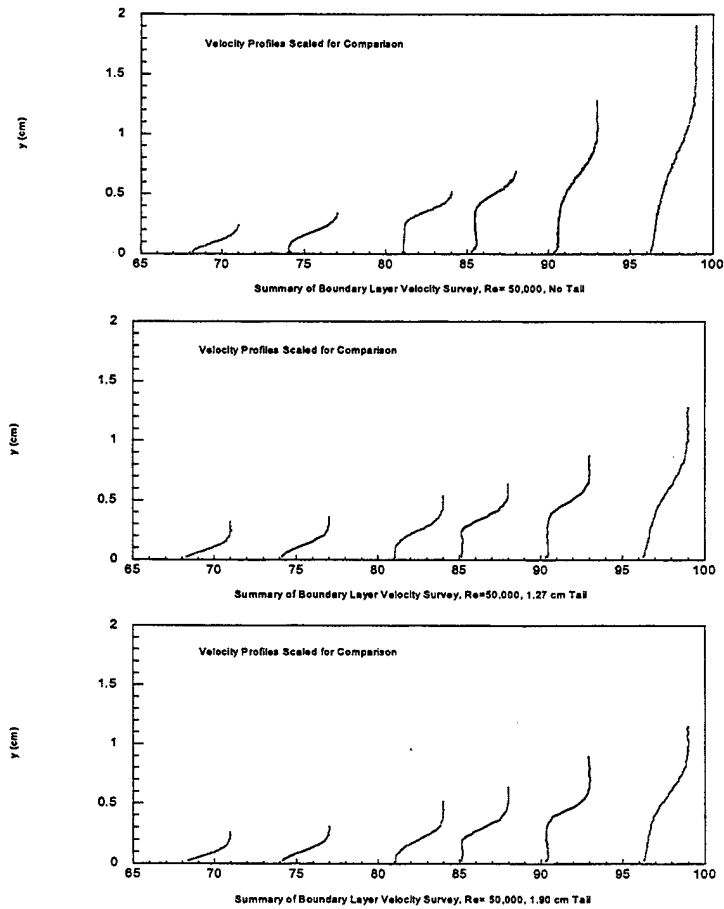 2
Velocity Profiles Scaled for Comparison
1.5
y (cm)
1
0.5
0
65 70 75 80 85 90 95 100
Summary of Boundary Layer Velocity Survey, Re= 50,000, No Tail
2
Velocity Profiles Scaled for Comparison
1.5
y (cm)
1
0.5
0
65 70 75 80 85 90 95 100
Summary of Boundary Layer Velocity Survey, Re=50,000, 1.27 cm Tail
2
Velocity Profiles Scaled for Comparison
1.5
y (cm)
1
0.5
0
65 70 75 80 85 90 95 100
Summary of Boundary Layer Velocity Survey, Re= 50,000, 1.90 cm Tail